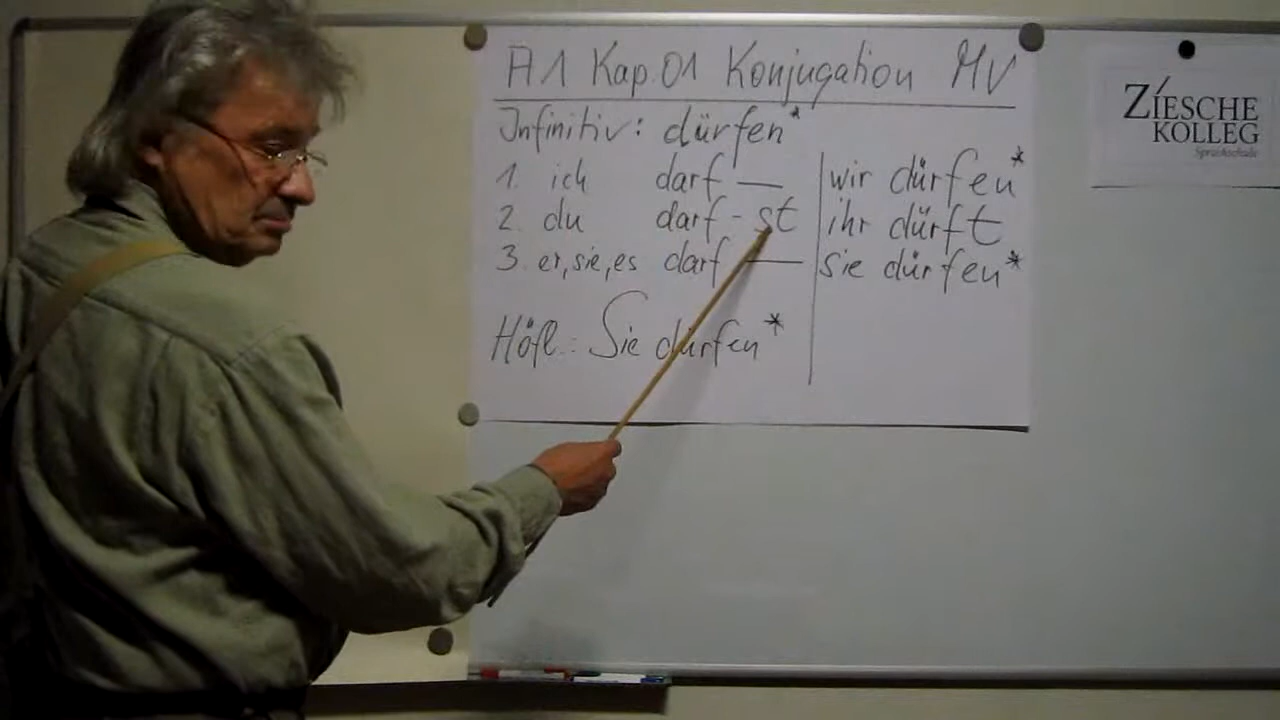 A1 Kap.01 Konjugation MV
Infinitiv: dürfen*
1. ich darf — wir dürfen*
2. du darf-st ihr dürft
3. er, sie, es darf — sie dürfen*
Höfl.: Sie dürfen*
ZIESCHE
KOLLEG
Sprachschule